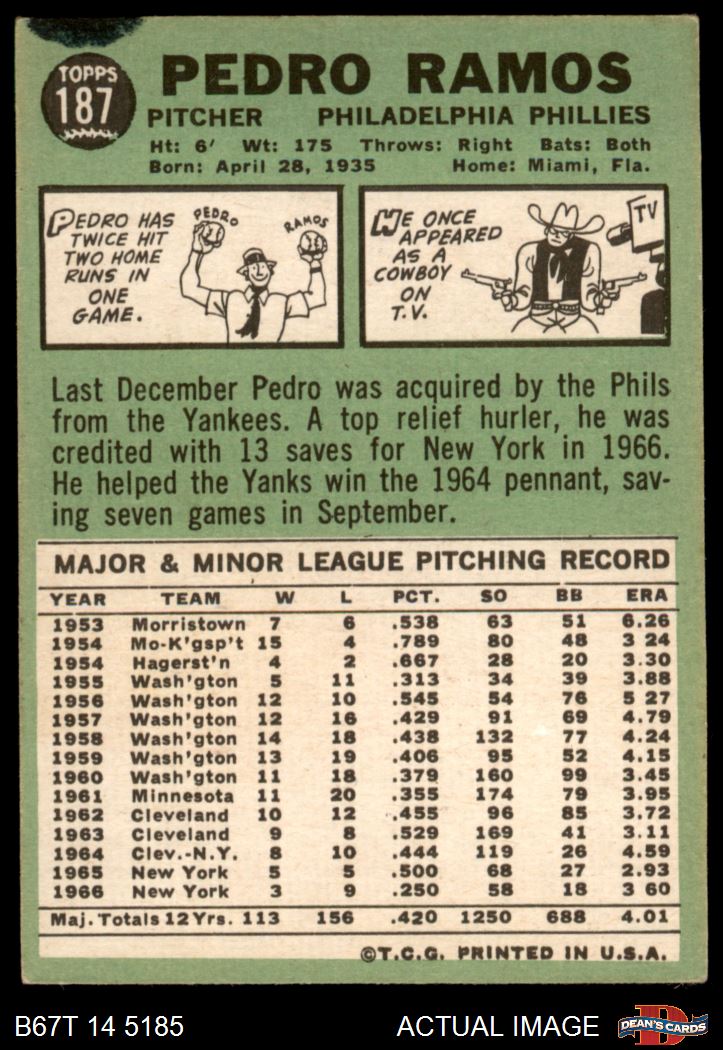 TOPPS
187
PEDRO RAMOS
PITCHER PHILADELPHIA PHILLIES
Ht: 6' Wt: 175 Throws: Right Bats: Both
Born: April 28, 1935 Home: Miami, Fla.
PEDRO HAS
TWICE HIT
TWO HOME
RUNS IN
ONE
GAME.
PEDRO
RAMOS
HE ONCE
APPEARED
AS A
COWBOY
ON
T.V.
TV
Last December Pedro was acquired by the Phils
from the Yankees. A top relief hurler, he was
credited with 13 saves for New York in 1966.
He helped the Yanks win the 1964 pennant, sav-
ing seven games in September.
MAJOR & MINOR LEAGUE PITCHING RECORD
YEAR TEAM W L PCT. SO BB ERA
1953 Morristown 7 6 .538 63 51 6.26
1954 Mo-K'gsp't 15 4 .789 80 48 3 24
1954 Hagerst'n 4 2 .667 28 20 3.30
1955 Wash'gton 5 11 .313 34 39 3.88
1956 Wash'gton 12 10 .545 54 76 5 27
1957 Wash'gton 12 16 .429 91 69 4.79
1958 Wash'gton 14 18 .438 132 77 4.24
1959 Wash'gton 13 19 .406 95 52 4.15
1960 Wash'gton 11 18 .379 160 99 3.45
1961 Minnesota 11 20 .355 174 79 3.95
1962 Cleveland 10 12 .455 96 85 3.72
1963 Cleveland 9 8 .529 169 41 3.11
1964 Clev.-N.Y. 8 10 .444 119 26 4.59
1965 New York 5 5 .500 68 27 2.93
1966 New York 3 9 .250 58 18 3 60
Maj. Totals 12 Yrs. 113 156 .420 1250 688 4.01
©T.C.G. PRINTED IN U.S.A.
B67T 14 5185 ACTUAL IMAGE
D
DEAN'S CARDS